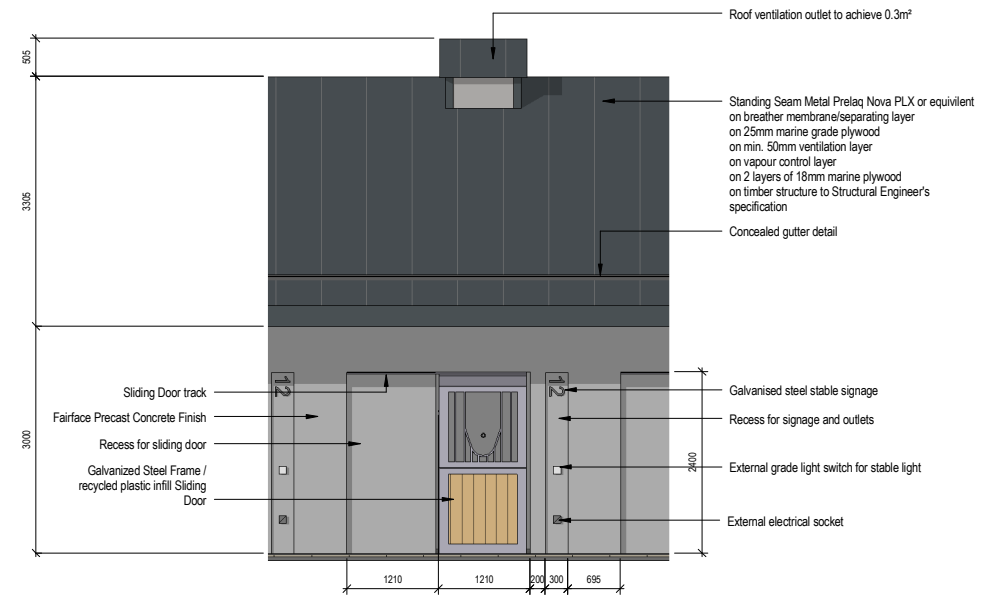 Roof ventilation outlet to achieve 0.3m²
505
Standing Seam Metal Prelaq Nova PLX or equivilent
on breather membrane/separating layer
on 25mm marine grade plywood
on min. 50mm ventilation layer
on vapour control layer
on 2 layers of 18mm marine plywood
on timber structure to Structural Engineer's
specification
3305
Concealed gutter detail
12
12
Sliding Door track
Galvanised steel stable signage
Fairface Precast Concrete Finish
Recess for signage and outlets
Recess for sliding door
3000
2400
Galvanized Steel Frame /
recycled plastic infill Sliding
Door
External grade light switch for stable light
External electrical socket
1210
1210
200
300
695